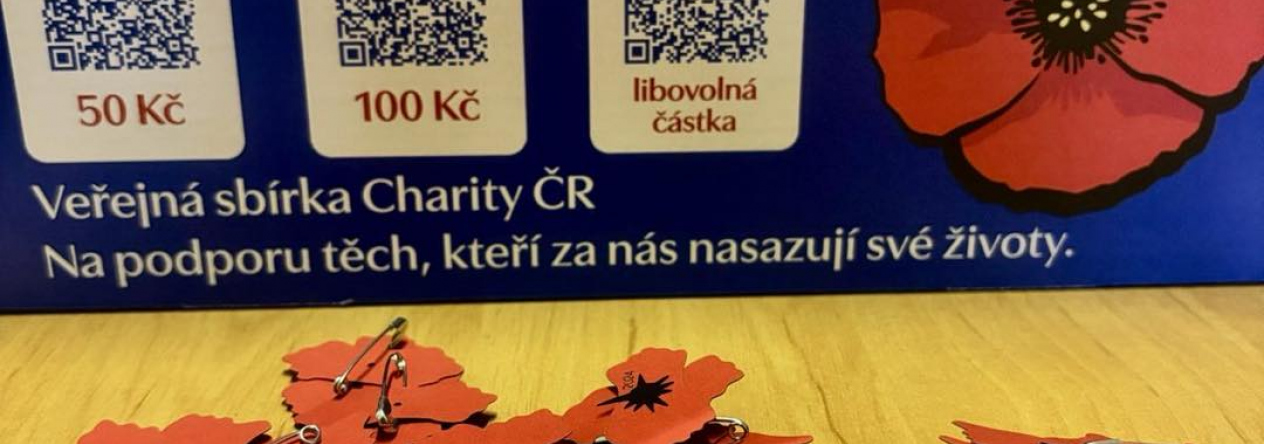 50 Kč
100 Kč
libovolná
částka
Veřejná sbírka Charity ČR
Na podporu těch, kteří za nás nasazují své životy.
2024